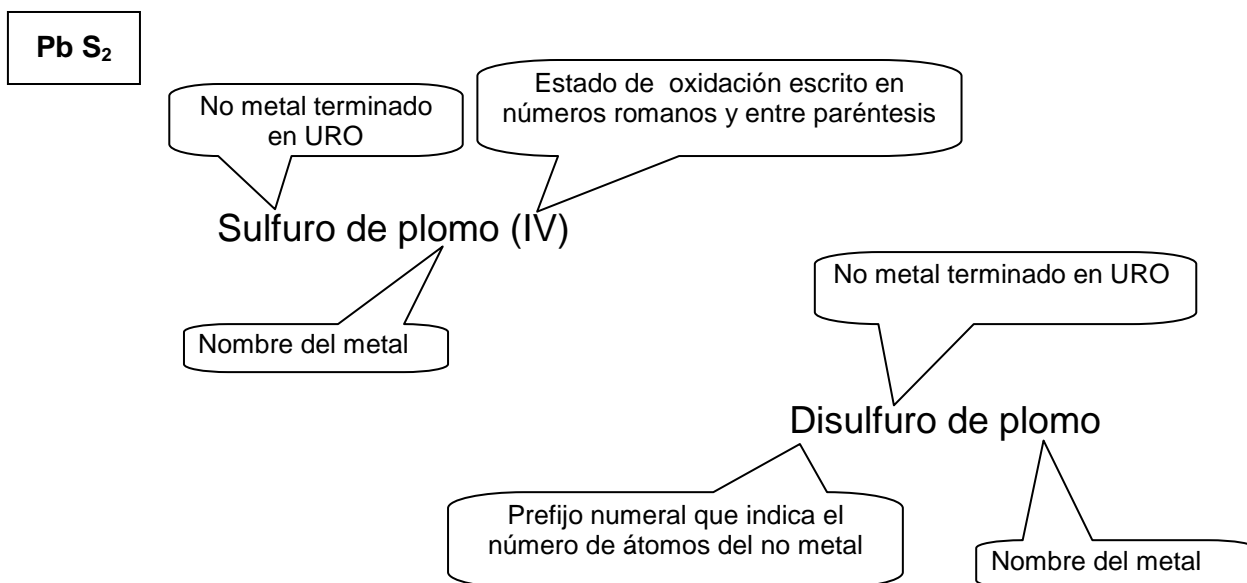 Pb S₂
No metal terminado
en URO
Estado de oxidación escrito en
números romanos y entre paréntesis
Sulfuro de plomo (IV)
Nombre del metal
No metal terminado en URO
Disulfuro de plomo
Prefijo numeral que indica el
número de átomos del no metal
Nombre del metal